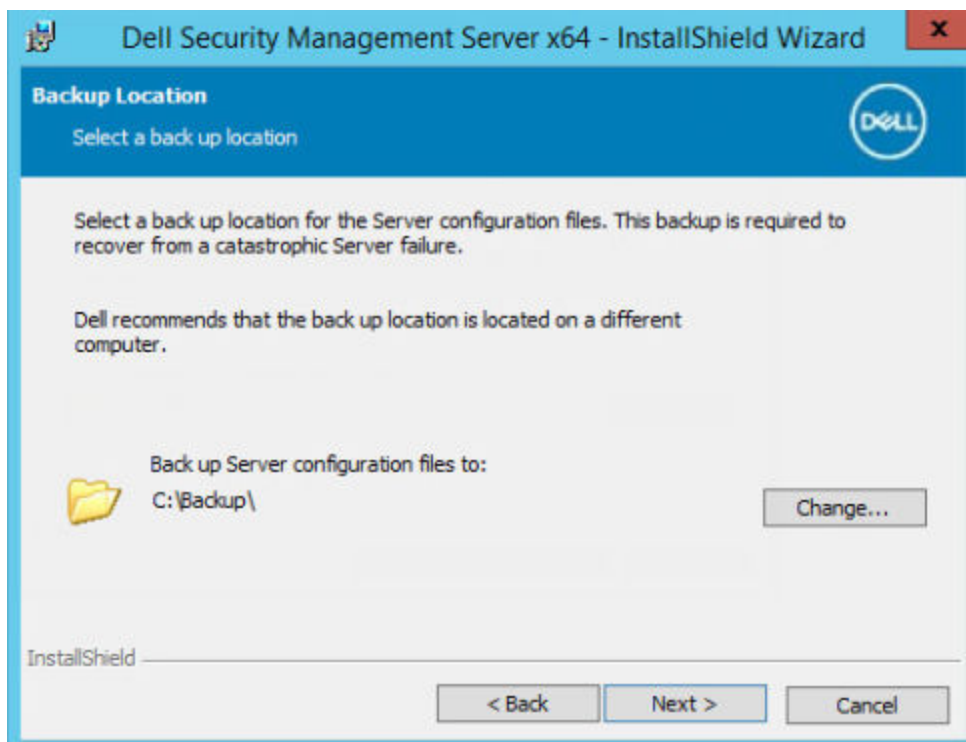 Dell Security Management Server x64 - InstallShield Wizard
x
Backup Location
Select a back up location
DELL
Select a back up location for the Server configuration files. This backup is required to
recover from a catastrophic Server failure.
Dell recommends that the back up location is located on a different
computer.
Back up Server configuration files to:
C:\Backup\
Change...
InstallShield
< Back
Next >
Cancel